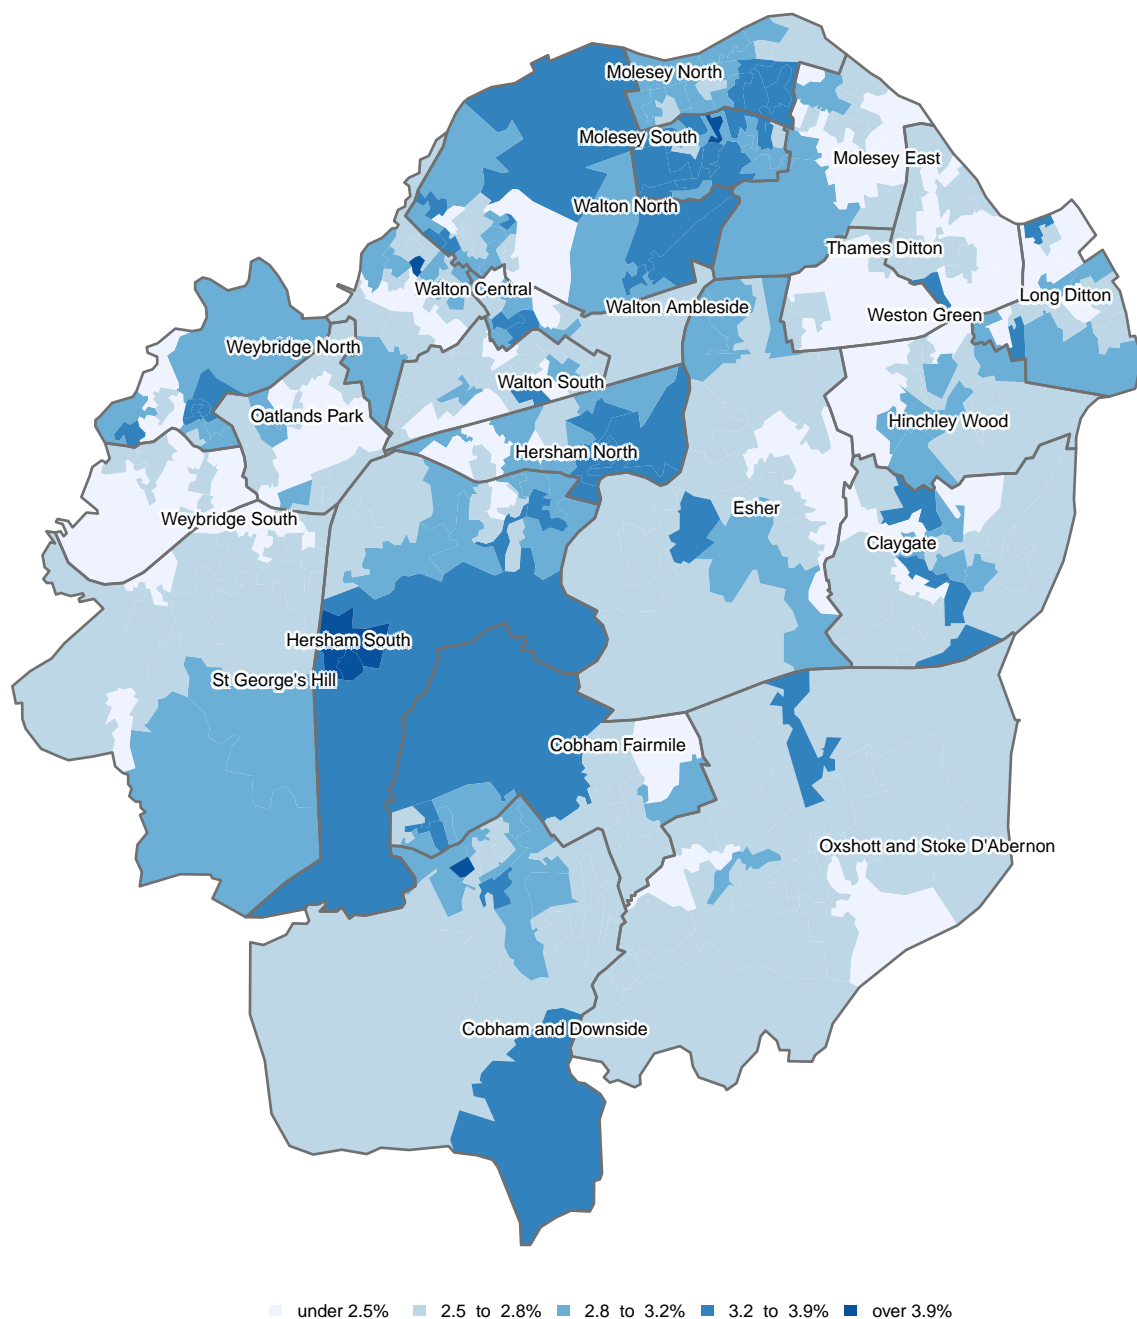 Molesey North
Molesey South
Molesey East
Walton North
Thames Ditton
Walton Central
Long Ditton
Walton Ambleside
Weston Green
Weybridge North
Walton South
Oatlands Park
Hinchley Wood
Hersham North
Esher
Weybridge South
Claygate
Hersham South
St George's Hill
Cobham Fairmile
Oxshott and Stoke D'Abernon
Cobham and Downside
under 2.5% 2.5 to 2.8% 2.8 to 3.2% 3.2 to 3.9% over 3.9%